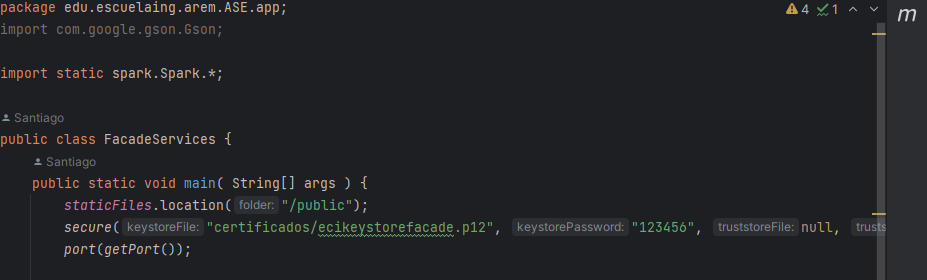 package edu.escuelaing.arem.ASE.app;
4 1
import com.google.gson.Gson;
m
import static spark.Spark.*;
Santiago
public class FacadeServices {
Santiago
public static void main( String[] args ) {
staticFiles.location( folder: "/public");
secure( keystoreFile: "certificados/ecikeystorefacade.p12", keystorePassword: "123456", truststoreFile: null,
port(getPort());